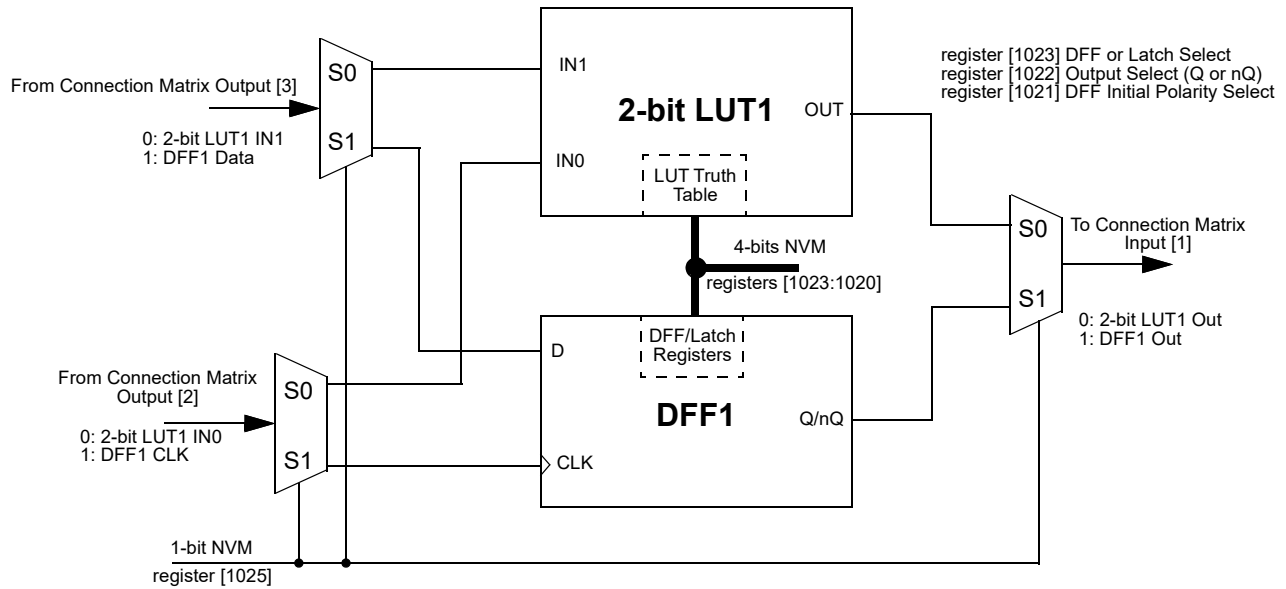 From Connection Matrix Output [3]
0: 2-bit LUT1 IN1
1: DFF1 Data
S0
S1
IN1
IN0
2-bit LUT1
OUT
LUT Truth
Table
register [1023] DFF or Latch Select
register [1022] Output Select (Q or nQ)
register [1021] DFF Initial Polarity Select
4-bits NVM
registers [1023:1020]
S0
S1
To Connection Matrix
Input [1]
0: 2-bit LUT1 Out
1: DFF1 Out
From Connection Matrix
Output [2]
0: 2-bit LUT1 IN0
1: DFF1 CLK
S0
S1
D
CLK
DFF/Latch
Registers
DFF1
Q/nQ
1-bit NVM
register [1025]